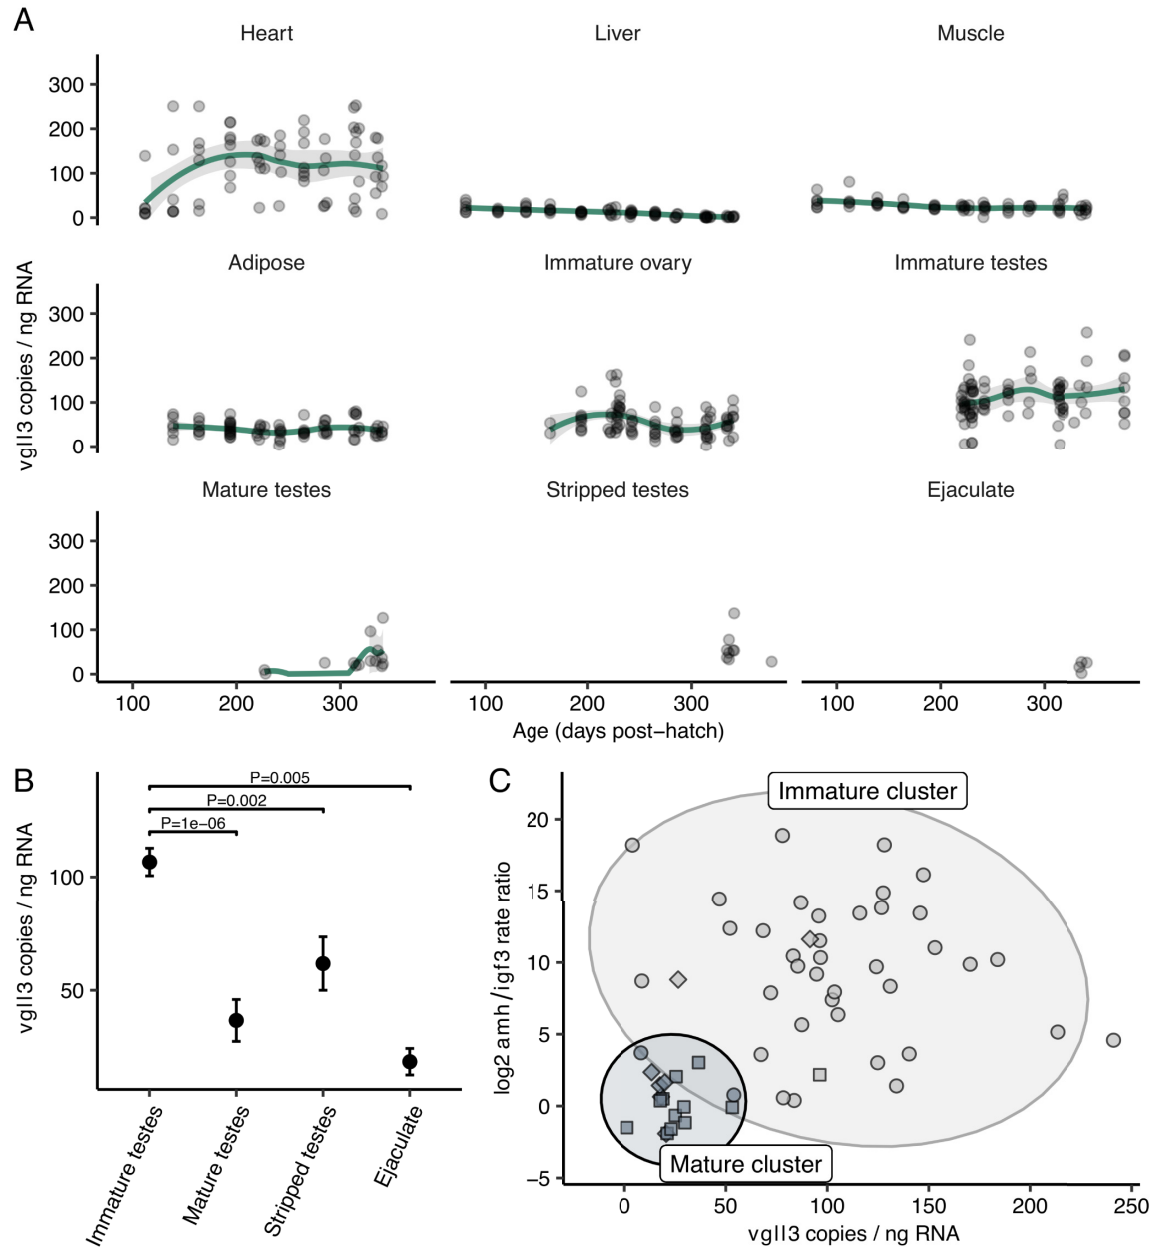 A
Heart
Liver
Muscle
300
200
100
0
Adipose
Immature ovary
Immature testes
vgll3 copies / ng RNA
300
200
100
0
Mature testes
Stripped testes
Ejaculate
300
200
100
0
100 200 300
100 200 300
100 200 300
Age (days post−hatch)
B
P=0.005
P=0.002
P=1e−06
vgll3 copies / ng RNA
100
50
Immature testes
Mature testes
Stripped testes
Ejaculate
C
Immature cluster
log2 amh / igf3 rate ratio
20
15
10
5
0
−5
Mature cluster
0 50 100 150 200 250
vgll3 copies / ng RNA